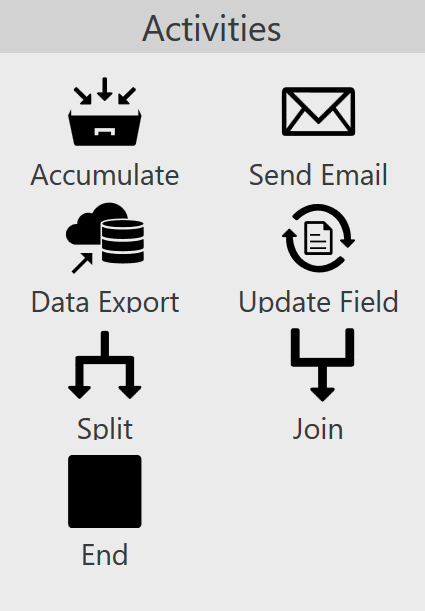 Activities
Accumulate
Send Email
Data Export
Update Field
Split
Join
End